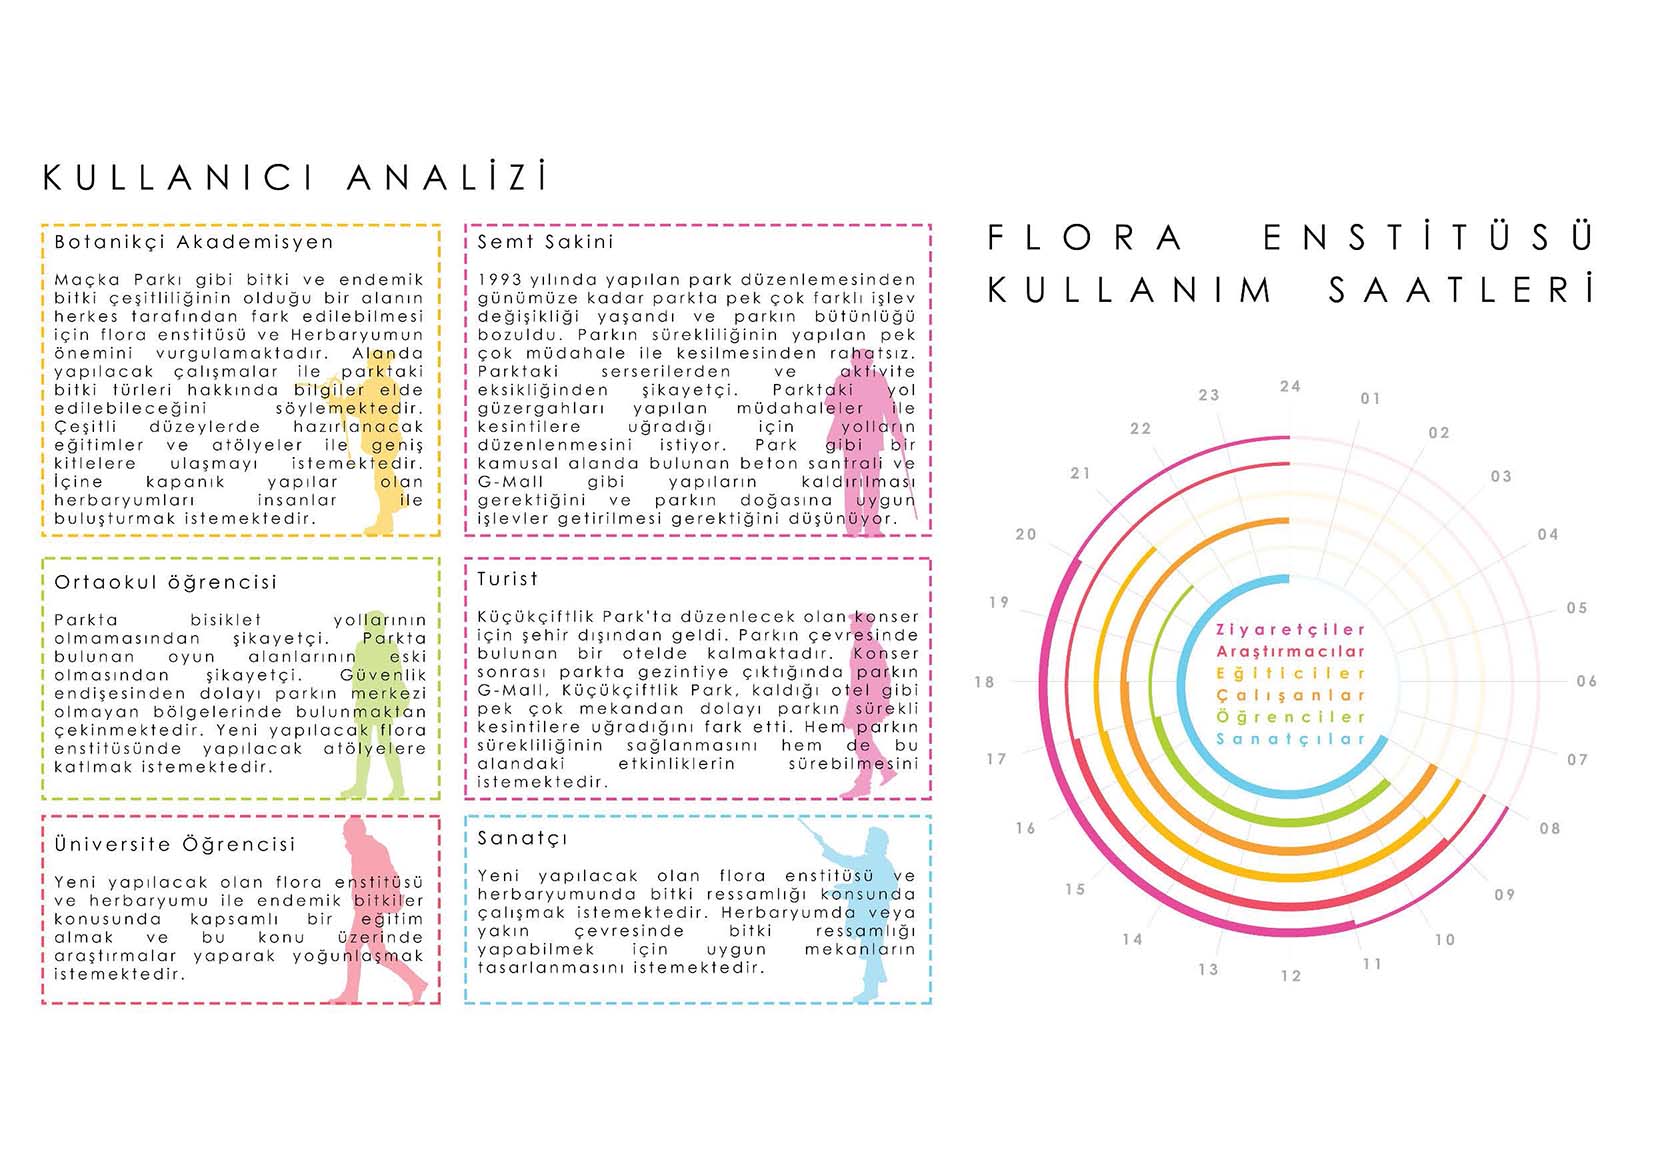 KULLANICI ANALİZİ
Botanikçi Akademisyen
Maçka Parkı gibi bitki ve endemik
bitki çeşitliliğinin olduğu bir alanın
herkes tarafından fark edilebilmesi
için flora enstitüsü ve Herbaryumun
önemini vurgulamaktadır. Alanda
yapılacak çalışmalar ile parktaki
bitki türleri hakkında bilgiler elde
edilebileceğini söylemektedir.
Çeşitli düzeylerde hazırlanacak
eğitimler ve atölyeler ile geniş
kitlelere ulaşmayı istemektedir.
İçine kapanık yapılar olan
herbaryumları insanlar ile
buluşturmak istemektedir.
Semt Sakini
1993 yılında yapılan park düzenlemesinden
günümüze kadar parkta pek çok farklı işlev
değişikliği yaşandı ve parkın bütünlüğü
bozuldu. Parkın sürekliliğinin yapılan pek
çok müdahale ile kesilmesinden rahatsız.
Parktaki serserilerden ve aktivite
eksikliğinden şikayetçi. Parktaki yol
güzergahları yapılan müdahaleler ile
kesintilere uğradığı için yolların
düzenlenmesini istiyor. Park gibi bir
kamusal alanda bulunan beton santrali ve
G-Mall gibi yapıların kaldırılması
gerektiğini ve parkın doğasına uygun
işlevler getirilmesi gerektiğini düşünüyor.
Ortaokul öğrencisi
Parkta bisiklet yollarının
olmamasından şikayetçi. Parkta
bulunan oyun alanlarının eski
olmasından şikayetçi. Güvenlik
endişesinden dolayı parkın merkezi
olmayan bölgelerinde bulunmaktan
çekinmektedir. Yeni yapılacak flora
enstitüsünde yapılacak atölyelere
katlmak istemektedir.
Turist
Küçükçiftlik Park'ta düzenlecek olan konser
için şehir dışından geldi. Parkın çevresinde
bulunan bir otelde kalmaktadır. Konser
sonrası parkta gezintiye çıktığında parkın
G-Mall, Küçükçiftlik Park, kaldığı otel gibi
pek çok mekandan dolayı parkın sürekli
kesintilere uğradığını fark etti. Hem parkın
sürekliliğinin sağlanmasını hem de bu
alandaki etkinliklerin sürebilmesini
istemektedir.
Üniversite Öğrencisi
Yeni yapılacak olan flora enstitüsü
ve herbaryumu ile endemik bitkiler
konusunda kapsamlı bir eğitim
almak ve bu konu üzerinde
araştırmalar yaparak yoğunlaşmak
istemektedir.
Sanatçı
Yeni yapılacak olan flora enstitüsü ve
herbaryumunda bitki ressamlığı konsunda
çalışmak istemektedir. Herbaryumda veya
yakın çevresinde bitki ressamlığı
yapabilmek için uygun mekanların
tasarlanmasını istemektedir.
FLORA ENSTİTÜSÜ
KULLANIM SAATLERİ
24
01
02
03
04
05
06
07
08
09
10
11
12
13
14
15
16
17
18
19
20
21
22
23
Ziyaretçiler
Araştırmacılar
Eğiticiler
Çalışanlar
Öğrenciler
Sanatçılar